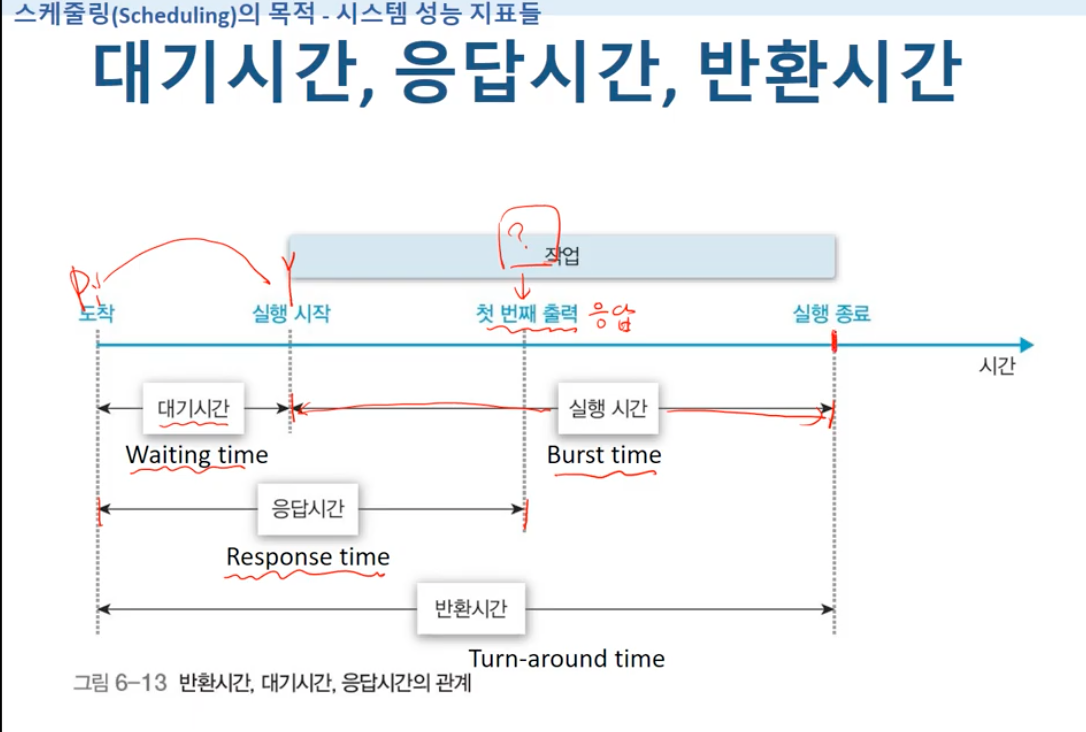 스케줄링(Scheduling)의 목적 - 시스템 성능 지표들
대기시간, 응답시간, 반환시간
?
작업
도착 실행 시작 첫 번째 출력 응답 실행 종료
시간
대기시간 실행 시간
Waiting time Burst time
응답시간
Response time
반환시간
Turn-around time
그림 6–13 반환시간, 대기시간, 응답시간의 관계